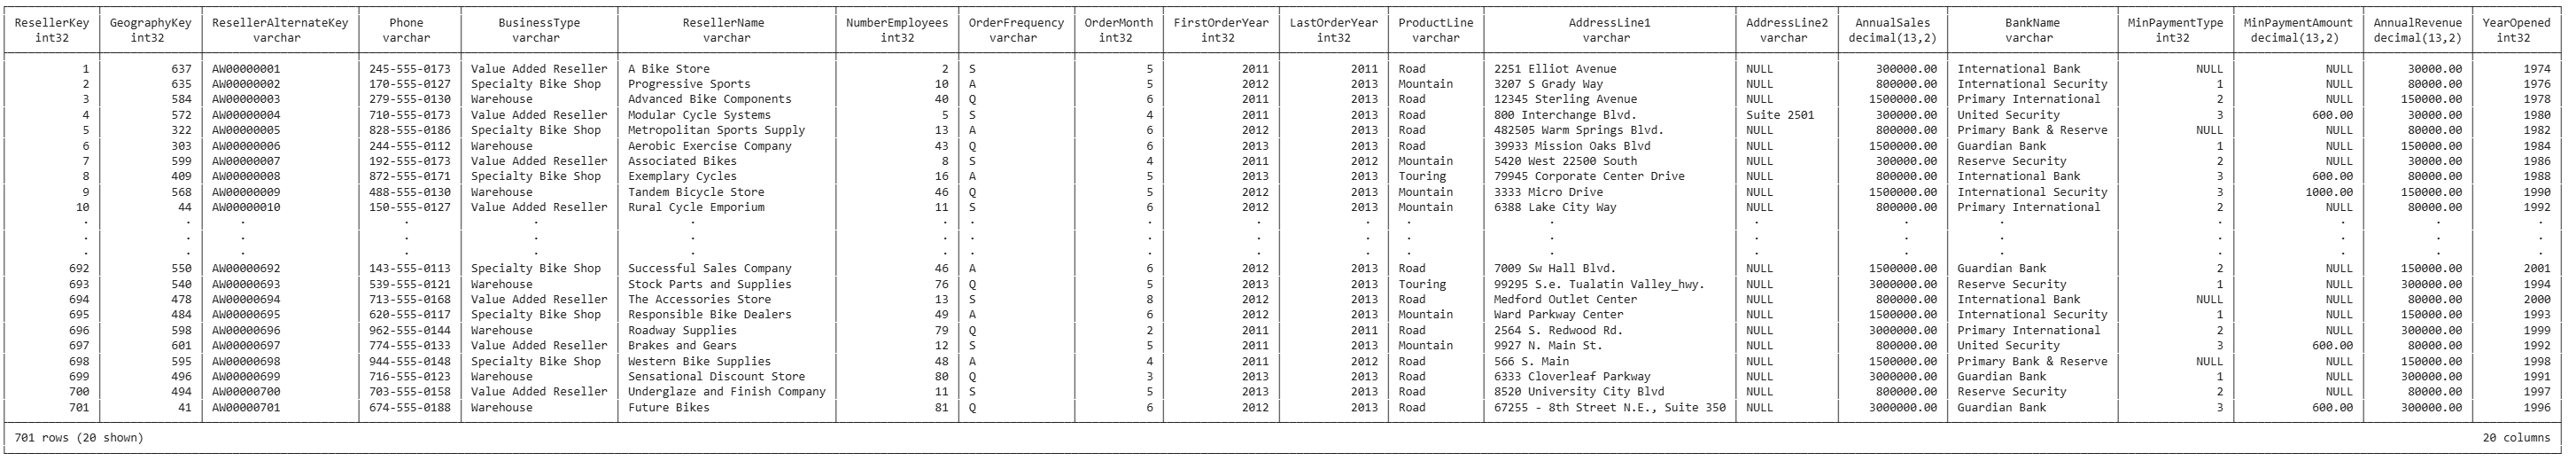 ResellerKey GeographyKey ResellerAlternateKey Phone BusinessType ResellerName NumberEmployees OrderFrequency OrderMonth FirstOrderYear LastOrderYear ProductLine AddressLine1 AddressLine2 AnnualSales BankName MinPaymentType MinPaymentAmount AnnualRevenue YearOpened
int32 int32 varchar varchar varchar varchar int32 varchar int32 int32 int32 varchar varchar varchar decimal(13,2) varchar int32 decimal(13,2) decimal(13,2) int32
1 637 AW00000001 245-555-0173 Value Added Reseller A Bike Store 2 S 5 2011 2011 Road 2251 Elliot Avenue NULL 300000.00 International Bank NULL NULL 30000.00 1974
2 635 AW00000002 170-555-0127 Specialty Bike Shop Progressive Sports 10 A 5 2012 2013 Mountain 3207 S Grady Way NULL 800000.00 International Security 1 NULL 80000.00 1976
3 584 AW00000003 279-555-0130 Warehouse Advanced Bike Components 40 Q 6 2011 2013 Road 12345 Sterling Avenue NULL 1500000.00 Primary International 2 NULL 150000.00 1978
4 572 AW00000004 710-555-0173 Value Added Reseller Modular Cycle Systems 5 S 4 2011 2013 Road 800 Interchange Blvd. Suite 2501 300000.00 United Security 3 600.00 30000.00 1980
5 322 AW00000005 828-555-0186 Specialty Bike Shop Metropolitan Sports Supply 13 A 6 2012 2013 Road 482505 Warm Springs Blvd. NULL 800000.00 Primary Bank & Reserve NULL NULL 80000.00 1982
6 303 AW00000006 244-555-0112 Warehouse Aerobic Exercise Company 43 Q 6 2013 2013 Road 39933 Mission Oaks Blvd NULL 1500000.00 Guardian Bank 1 NULL 150000.00 1984
7 599 AW00000007 192-555-0173 Value Added Reseller Associated Bikes 8 S 4 2011 2012 Mountain 5420 West 22500 South NULL 300000.00 Reserve Security 2 NULL 30000.00 1986
8 409 AW00000008 872-555-0171 Specialty Bike Shop Exemplary Cycles 16 A 5 2013 2013 Touring 79945 Corporate Center Drive NULL 800000.00 International Bank 3 600.00 80000.00 1988
9 568 AW00000009 488-555-0130 Warehouse Tandem Bicycle Store 46 Q 5 2012 2013 Mountain 3333 Micro Drive NULL 1500000.00 International Security 3 1000.00 150000.00 1990
10 44 AW00000010 150-555-0127 Value Added Reseller Rural Cycle Emporium 11 S 6 2012 2013 Mountain 6388 Lake City Way NULL 800000.00 Primary International 2 NULL 80000.00 1992
. . . . . . . . . . . . . . . . . . . .
. . . . . . . . . . . . . . . . . . . .
. . . . . . . . . . . . . . . . . . . .
692 550 AW00000692 143-555-0113 Specialty Bike Shop Successful Sales Company 46 A 6 2012 2013 Road 7009 Sw Hall Blvd. NULL 1500000.00 Guardian Bank 2 NULL 150000.00 2001
693 540 AW00000693 539-555-0121 Warehouse Stock Parts and Supplies 76 Q 5 2013 2013 Touring 99295 S.e. Tualatin Valley_hwy. NULL 3000000.00 Reserve Security 1 NULL 300000.00 1994
694 478 AW00000694 713-555-0168 Value Added Reseller The Accessories Store 13 S 8 2012 2013 Road Medford Outlet Center NULL 800000.00 International Bank NULL NULL 80000.00 2000
695 484 AW00000695 620-555-0117 Specialty Bike Shop Responsible Bike Dealers 49 A 6 2012 2013 Mountain Ward Parkway Center NULL 1500000.00 International Security 1 NULL 150000.00 1993
696 598 AW00000696 962-555-0144 Warehouse Roadway Supplies 79 Q 2 2011 2011 Road 2564 S. Redwood Rd. NULL 3000000.00 Primary International 2 NULL 300000.00 1999
697 601 AW00000697 774-555-0133 Value Added Reseller Brakes and Gears 12 S 5 2011 2013 Mountain 9927 N. Main St. NULL 800000.00 United Security 3 600.00 80000.00 1992
698 595 AW00000698 944-555-0148 Specialty Bike Shop Western Bike Supplies 48 A 4 2011 2012 Road 566 S. Main NULL 1500000.00 Primary Bank & Reserve NULL NULL 150000.00 1998
699 496 AW00000699 716-555-0123 Warehouse Sensational Discount Store 80 Q 3 2013 2013 Road 6333 Cloverleaf Parkway NULL 3000000.00 Guardian Bank 1 NULL 300000.00 1991
700 494 AW00000700 703-555-0158 Value Added Reseller Underglaze and Finish Company 11 S 5 2013 2013 Road 8520 University City Blvd NULL 800000.00 Reserve Security 2 NULL 80000.00 1997
701 41 AW00000701 674-555-0188 Warehouse Future Bikes 81 Q 6 2012 2013 Road 67255 - 8th Street N.E., Suite 350 NULL 3000000.00 Guardian Bank 3 600.00 300000.00 1996
701 rows (20 shown) 20 columns